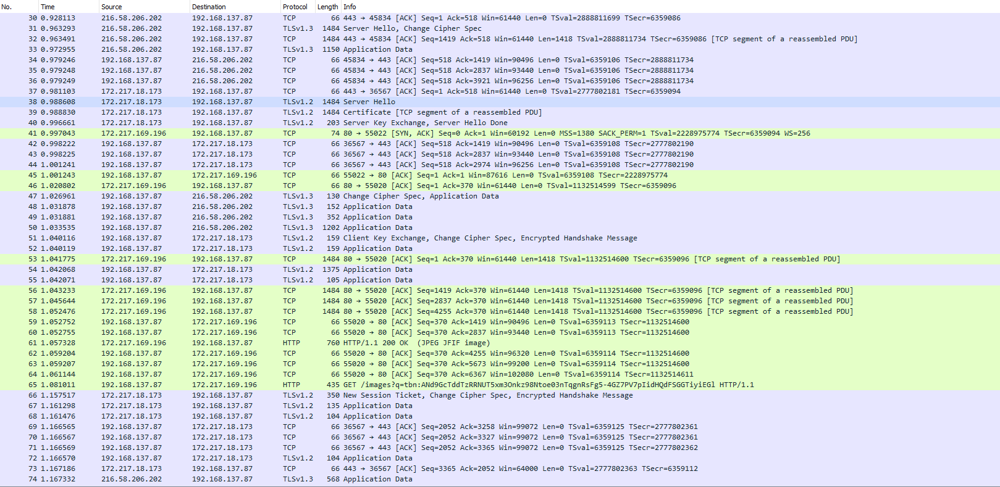 No. Time Source Destination Protocol Length Info
30 0.928113 216.58.206.202 192.168.137.87 TCP 66 443 → 45834 [ACK] Seq=1 Ack=518 Win=61440 Len=0 TSval=2888811699 TSecr=6359086
31 0.963293 216.58.206.202 192.168.137.87 TLSv1.3 1484 Server Hello, Change Cipher Spec
32 0.963491 216.58.206.202 192.168.137.87 TCP 1484 443 → 45834 [ACK] Seq=1419 Ack=518 Win=61440 Len=1418 TSval=2888811734 TSecr=6359086 [TCP segment of a reassembled PDU]
33 0.972955 216.58.206.202 192.168.137.87 TLSv1.3 1150 Application Data
34 0.979246 192.168.137.87 216.58.206.202 TCP 66 45834 → 443 [ACK] Seq=518 Ack=1419 Win=90496 Len=0 TSval=6359106 TSecr=2888811734
35 0.979248 192.168.137.87 216.58.206.202 TCP 66 45834 → 443 [ACK] Seq=518 Ack=2837 Win=93440 Len=0 TSval=6359106 TSecr=2888811734
36 0.979249 192.168.137.87 216.58.206.202 TCP 66 45834 → 443 [ACK] Seq=518 Ack=3921 Win=96256 Len=0 TSval=6359106 TSecr=2888811734
37 0.981103 172.217.18.173 192.168.137.87 TCP 66 443 → 36567 [ACK] Seq=1 Ack=518 Win=61440 Len=0 TSval=2777802181 TSecr=6359094
38 0.988608 172.217.18.173 192.168.137.87 TLSv1.2 1484 Server Hello
39 0.988830 172.217.18.173 192.168.137.87 TLSv1.2 1484 Certificate [TCP segment of a reassembled PDU]
40 0.996661 172.217.18.173 192.168.137.87 TLSv1.2 203 Server Key Exchange, Server Hello Done
41 0.997043 172.217.169.196 192.168.137.87 TCP 74 80 → 55022 [SYN, ACK] Seq=0 Ack=1 Win=60192 Len=0 MSS=1380 SACK_PERM=1 TSval=2228975774 TSecr=6359094 WS=256
42 0.998222 192.168.137.87 172.217.18.173 TCP 66 36567 → 443 [ACK] Seq=518 Ack=1419 Win=90496 Len=0 TSval=6359108 TSecr=2777802190
43 0.998225 192.168.137.87 172.217.18.173 TCP 66 36567 → 443 [ACK] Seq=518 Ack=2837 Win=93440 Len=0 TSval=6359108 TSecr=2777802190
44 1.001241 192.168.137.87 172.217.18.173 TCP 66 36567 → 443 [ACK] Seq=518 Ack=2974 Win=96256 Len=0 TSval=6359108 TSecr=2777802190
45 1.001243 192.168.137.87 172.217.169.196 TCP 66 55022 → 80 [ACK] Seq=1 Ack=1 Win=87616 Len=0 TSval=6359108 TSecr=2228975774
46 1.020802 172.217.169.196 192.168.137.87 TCP 66 80 → 55020 [ACK] Seq=1 Ack=370 Win=61440 Len=0 TSval=1132514599 TSecr=6359096
47 1.026961 192.168.137.87 216.58.206.202 TLSv1.3 130 Change Cipher Spec, Application Data
48 1.031878 192.168.137.87 216.58.206.202 TLSv1.3 152 Application Data
49 1.031881 192.168.137.87 216.58.206.202 TLSv1.3 352 Application Data
50 1.033535 192.168.137.87 216.58.206.202 TLSv1.3 1202 Application Data
51 1.040116 192.168.137.87 172.217.18.173 TLSv1.2 159 Client Key Exchange, Change Cipher Spec, Encrypted Handshake Message
52 1.040119 192.168.137.87 172.217.18.173 TLSv1.2 159 Application Data
53 1.041775 172.217.169.196 192.168.137.87 TCP 1484 80 → 55020 [ACK] Seq=1 Ack=370 Win=61440 Len=1418 TSval=1132514600 TSecr=6359096 [TCP segment of a reassembled PDU]
54 1.042068 192.168.137.87 172.217.18.173 TLSv1.2 1375 Application Data
55 1.042071 192.168.137.87 172.217.18.173 TLSv1.2 105 Application Data
56 1.043233 172.217.169.196 192.168.137.87 TCP 1484 80 → 55020 [ACK] Seq=1419 Ack=370 Win=61440 Len=1418 TSval=1132514600 TSecr=6359096 [TCP segment of a reassembled PDU]
57 1.045644 172.217.169.196 192.168.137.87 TCP 1484 80 → 55020 [ACK] Seq=2837 Ack=370 Win=61440 Len=1418 TSval=1132514600 TSecr=6359096 [TCP segment of a reassembled PDU]
58 1.052476 172.217.169.196 192.168.137.87 TCP 1484 80 → 55020 [ACK] Seq=4255 Ack=370 Win=61440 Len=1418 TSval=1132514600 TSecr=6359096 [TCP segment of a reassembled PDU]
59 1.052752 192.168.137.87 172.217.169.196 TCP 66 55020 → 80 [ACK] Seq=370 Ack=1419 Win=90496 Len=0 TSval=6359113 TSecr=1132514600
60 1.052755 192.168.137.87 172.217.169.196 TCP 66 55020 → 80 [ACK] Seq=370 Ack=2837 Win=93440 Len=0 TSval=6359113 TSecr=1132514600
61 1.057328 172.217.169.196 192.168.137.87 HTTP 760 HTTP/1.1 200 OK (JPEG JFIF image)
62 1.059204 192.168.137.87 172.217.169.196 TCP 66 55020 → 80 [ACK] Seq=370 Ack=4255 Win=96320 Len=0 TSval=6359114 TSecr=1132514600
63 1.059207 192.168.137.87 172.217.169.196 TCP 66 55020 → 80 [ACK] Seq=370 Ack=5673 Win=99200 Len=0 TSval=6359114 TSecr=1132514600
64 1.061144 192.168.137.87 172.217.169.196 TCP 66 55020 → 80 [ACK] Seq=370 Ack=6367 Win=102080 Len=0 TSval=6359114 TSecr=1132514611
65 1.081011 192.168.137.87 172.217.169.196 HTTP 435 GET /images?q=tbn:ANd9GcTddTzRRNUT5xm3Onkz98Ntoe03nTqgnRsFg5-4GZ7PV7pIidHQdFSGGTiyiEGl HTTP/1.1
66 1.157517 172.217.18.173 192.168.137.87 TLSv1.2 350 New Session Ticket, Change Cipher Spec, Encrypted Handshake Message
67 1.161298 172.217.18.173 192.168.137.87 TLSv1.2 135 Application Data
68 1.161476 172.217.18.173 192.168.137.87 TLSv1.2 104 Application Data
69 1.166565 192.168.137.87 172.217.18.173 TCP 66 36567 → 443 [ACK] Seq=2052 Ack=3258 Win=99072 Len=0 TSval=6359125 TSecr=2777802361
70 1.166567 192.168.137.87 172.217.18.173 TCP 66 36567 → 443 [ACK] Seq=2052 Ack=3327 Win=99072 Len=0 TSval=6359125 TSecr=2777802361
71 1.166569 192.168.137.87 172.217.18.173 TCP 66 36567 → 443 [ACK] Seq=2052 Ack=3365 Win=99072 Len=0 TSval=6359125 TSecr=2777802362
72 1.166570 192.168.137.87 172.217.18.173 TLSv1.2 104 Application Data
73 1.167186 172.217.18.173 192.168.137.87 TCP 66 443 → 36567 [ACK] Seq=3365 Ack=2052 Win=64000 Len=0 TSval=2777802363 TSecr=6359112
74 1.167332 216.58.206.202 192.168.137.87 TLSv1.3 568 Application Data